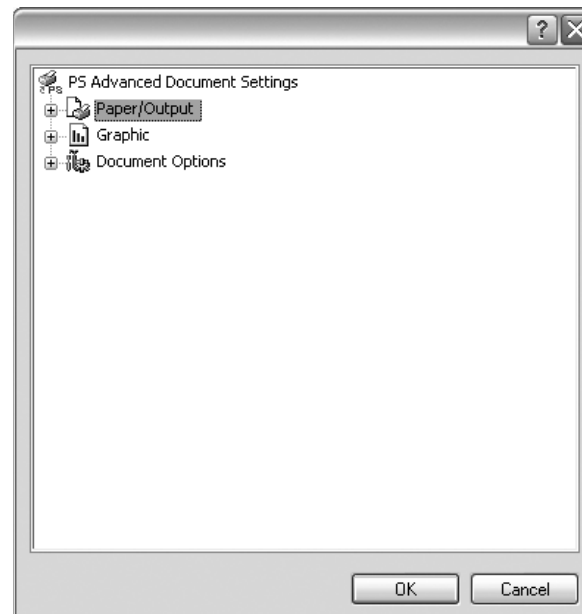 PS Advanced Document Settings
Paper/Output
Graphic
Document Options
OK
Cancel